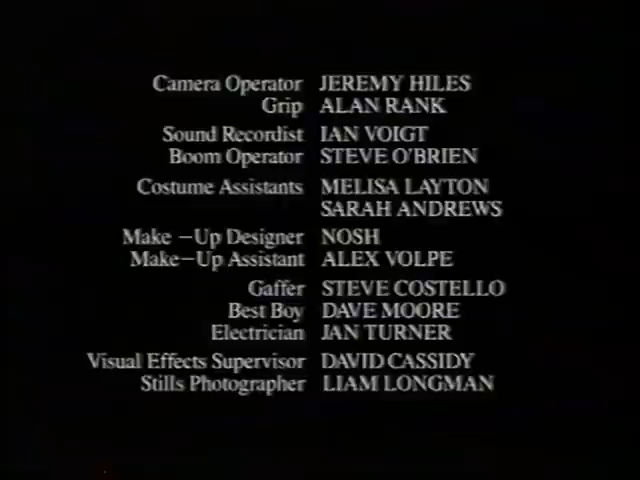 Camera Operator JEREMY HILES
Grip ALAN RANK
Sound Recordist IAN VOIGT
Boom Operator STEVE O'BRIEN
Costume Assistants MELISA LAYTON
SARAH ANDREWS
Make –Up Designer NOSH
Make–Up Assistant ALEX VOLPE
Gaffer STEVE COSTELLO
Best Boy DAVE MOORE
Electrician JAN TURNER
Visual Effects Supervisor DAVID CASSIDY
Stills Photographer LIAM LONGMAN